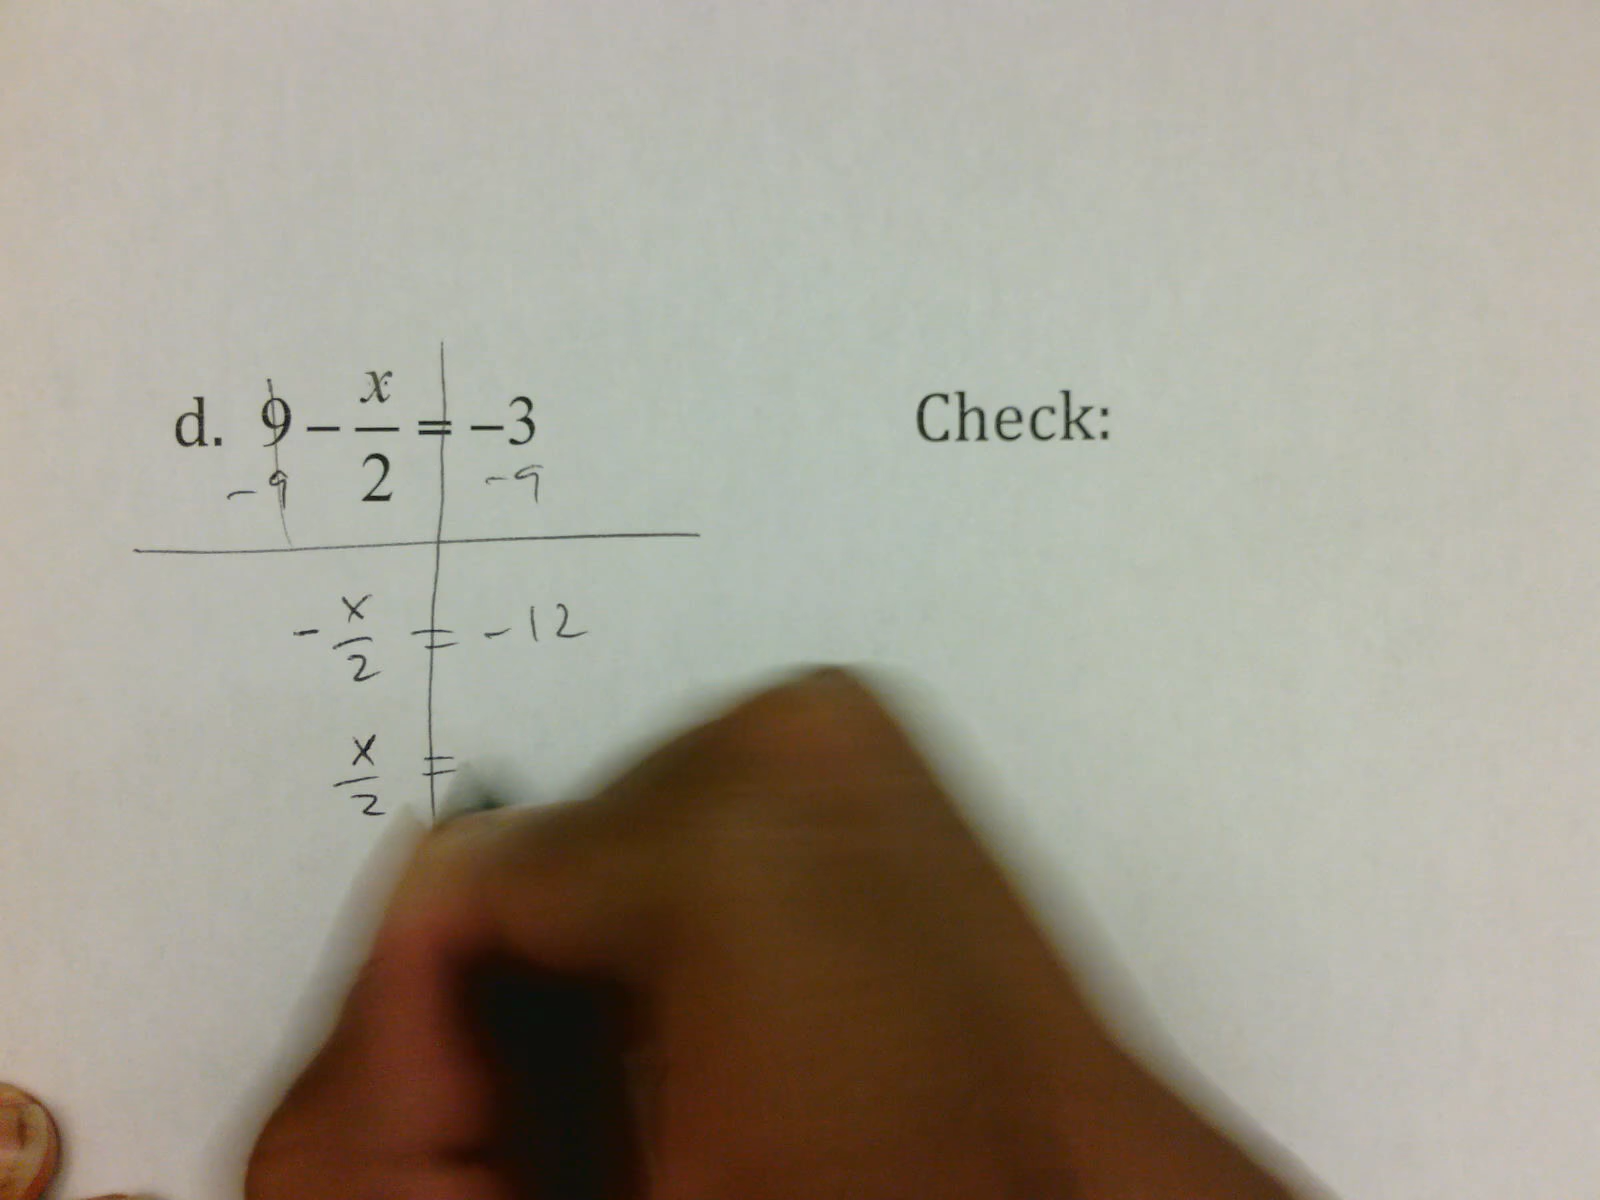 d. 9 - x/2 = -3
-9 -9
- x/2 = -12
x/2 =
Check: